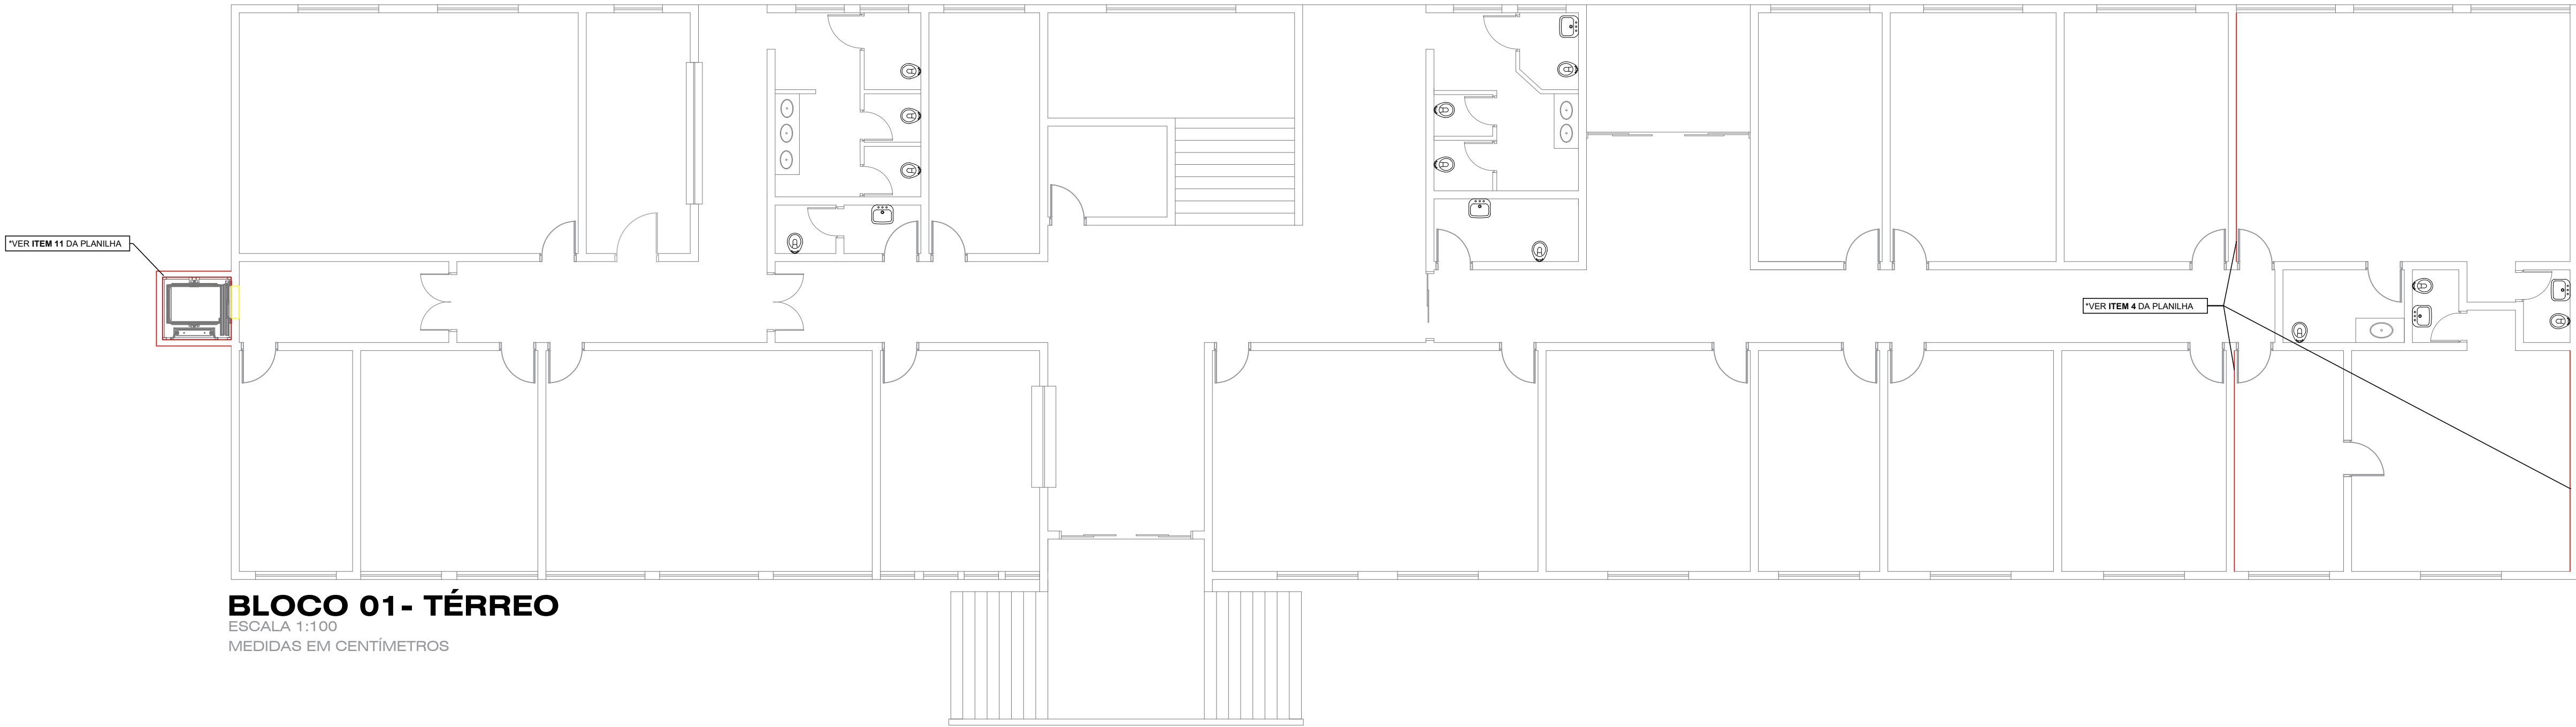 *VER ITEM 11 DA PLANILHA
*VER ITEM 4 DA PLANILHA
BLOCO 01- TÉRREO
ESCALA 1:100
MEDIDAS EM CENTÍMETROS